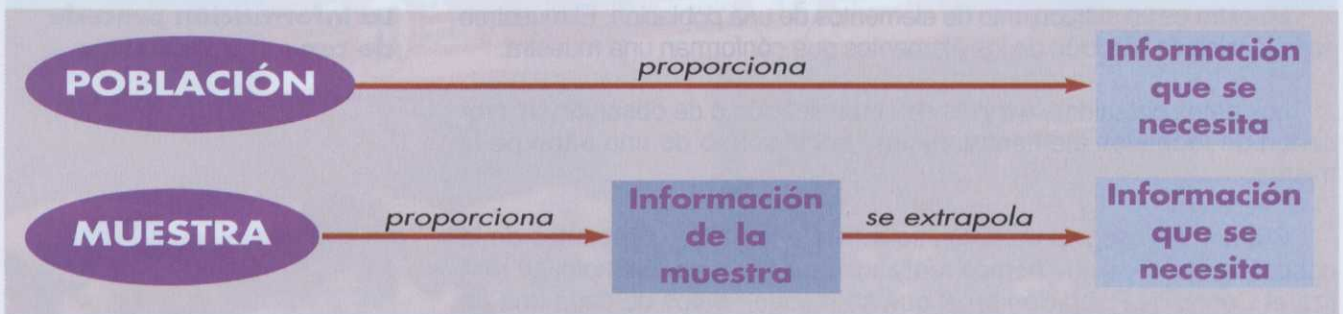 POBLACIÓN
proporciona
Información
que se
necesita
MUESTRA
proporciona
Información
de la
muestra
se extrapola
Información
que se
necesita